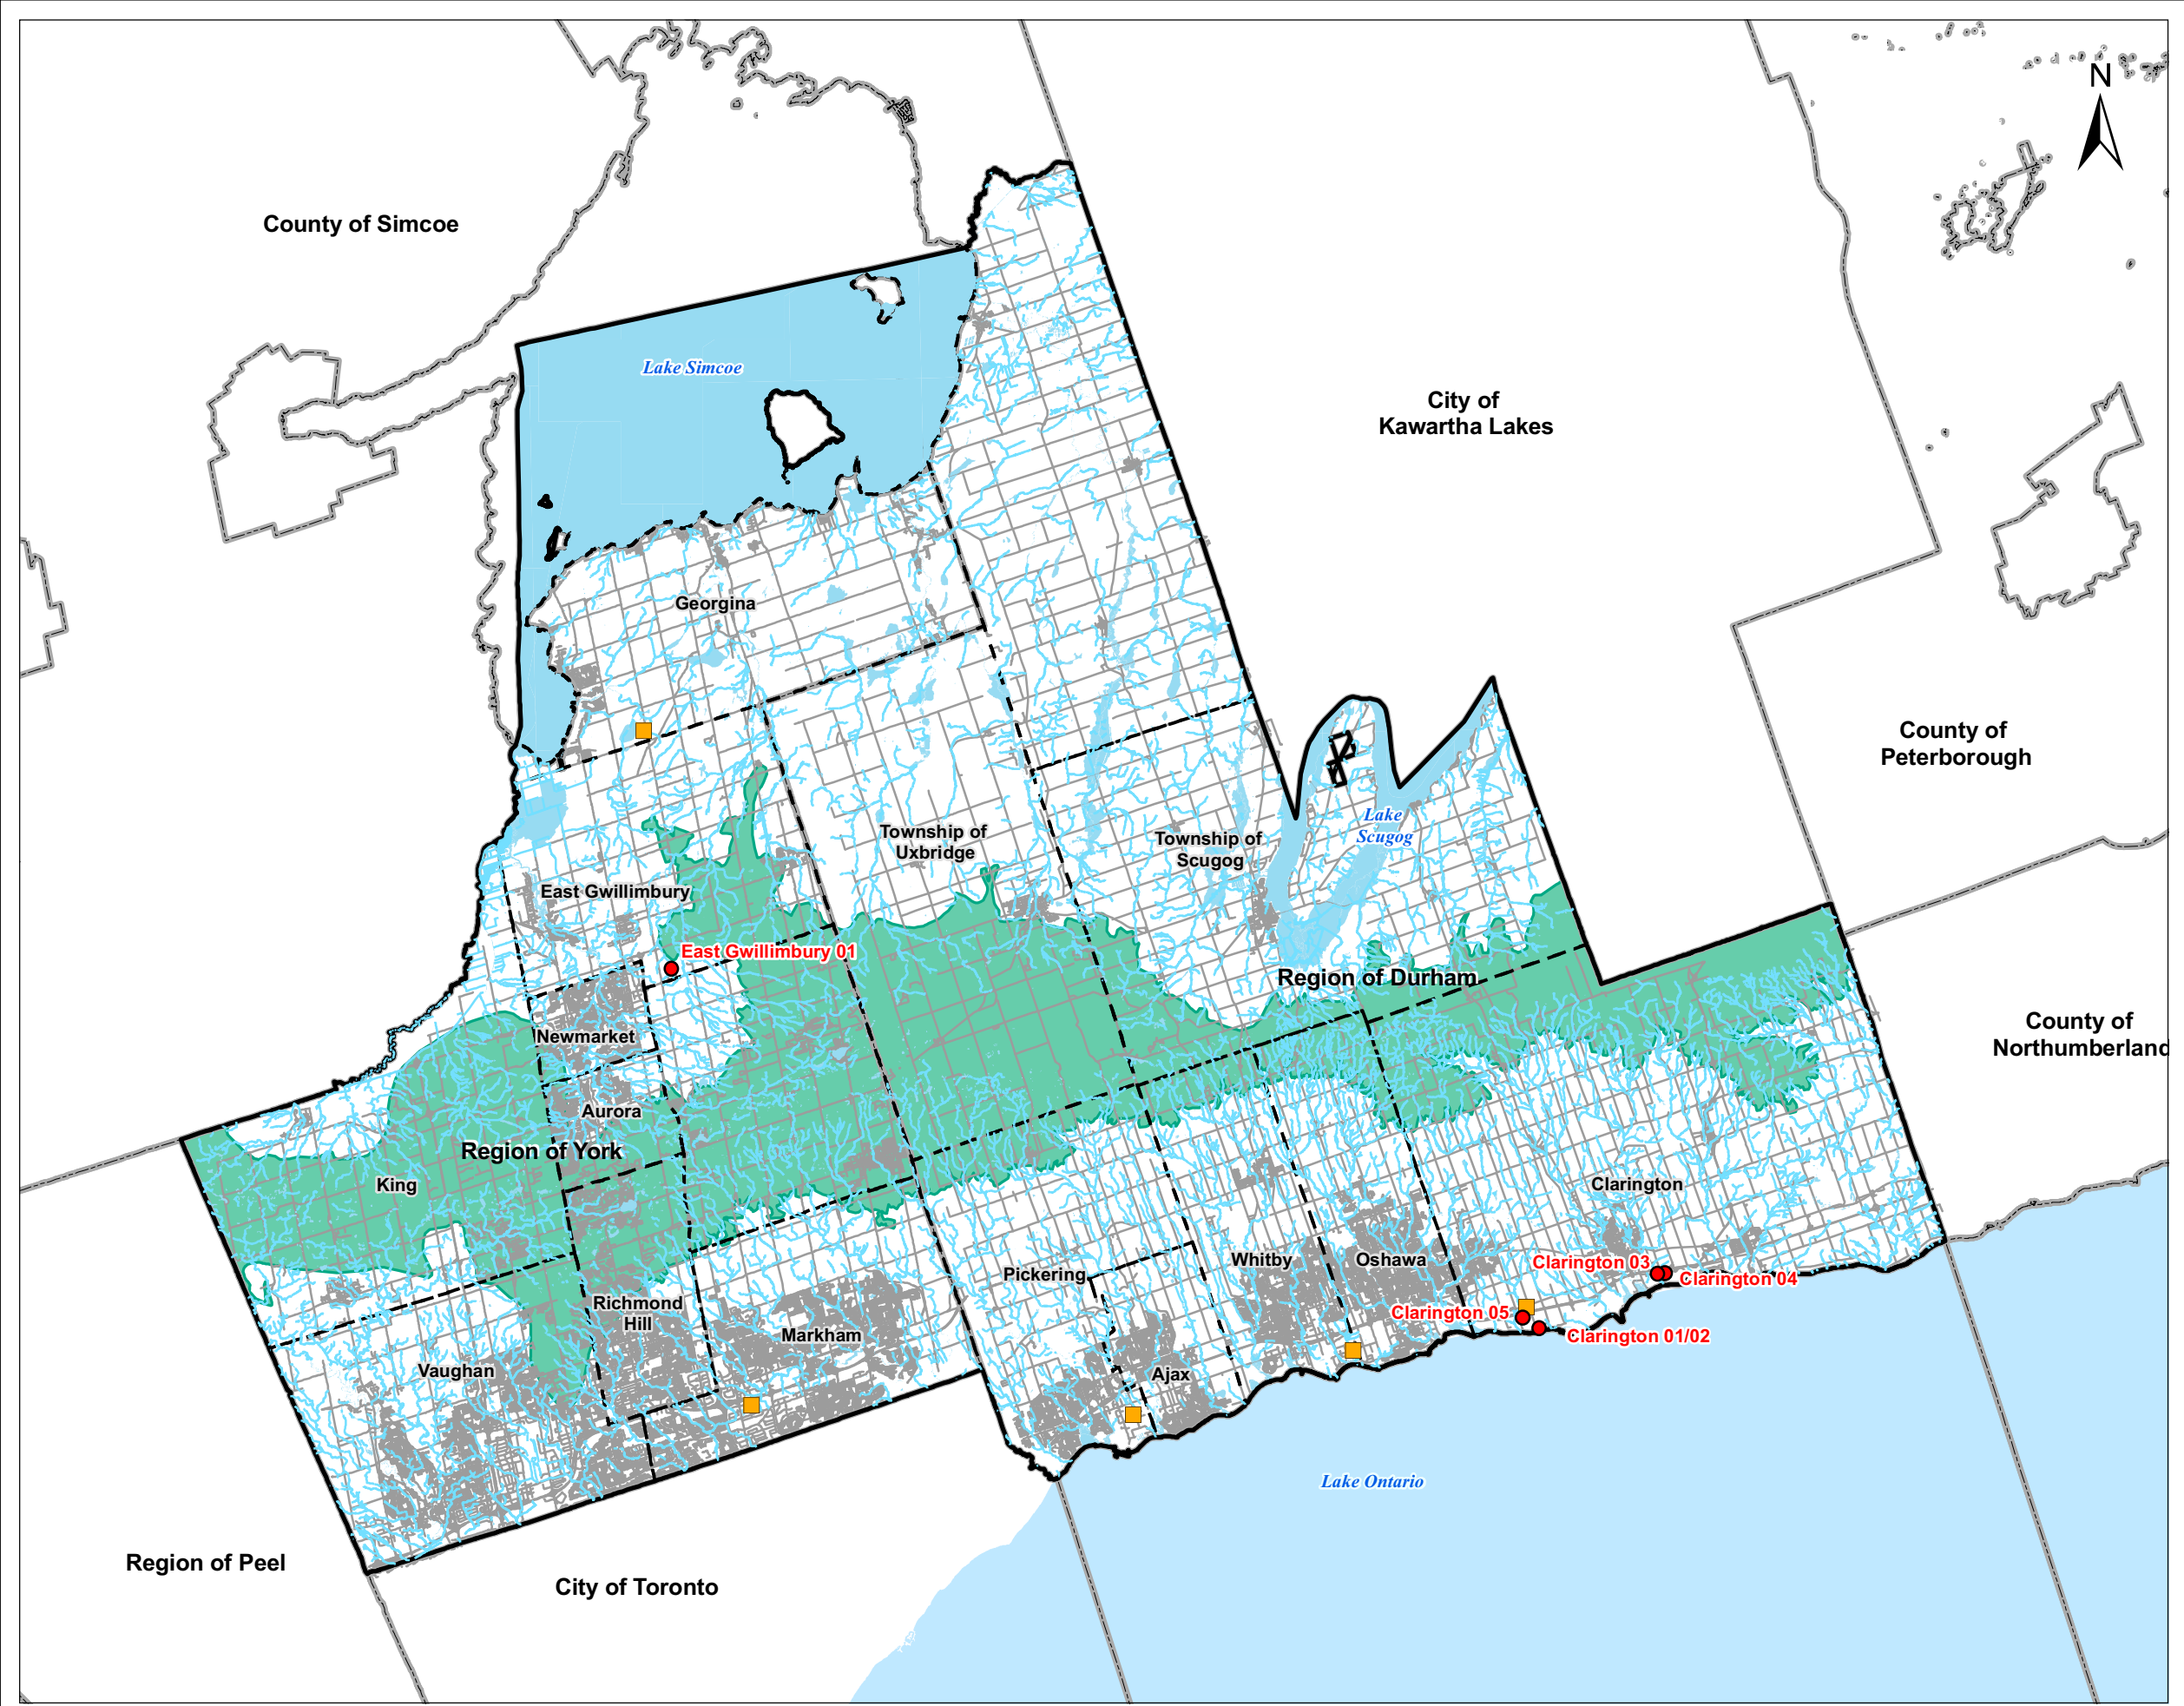 N
County of Simcoe
Lake Simcoe
City of
Kawartha Lakes
Georgina
County of
Peterborough
Township of
Uxbridge
Township of
Scugog
Lake
Scugog
East Gwillimbury
East Gwillimbury 01
Region of Durham
Newmarket
County of
Northumberland
Aurora
Region of York
King
Clarington
Pickering
Whitby
Oshawa
Clarington 03
Clarington 04
Richmond
Hill
Markham
Clarington 05
Clarington 01/02
Vaughan
Ajax
Lake Ontario
Region of Peel
City of Toronto